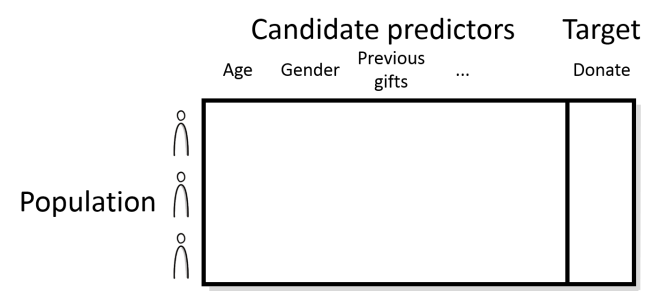 Candidate predictors Target
Age Gender Previous gifts ... Donate
Population